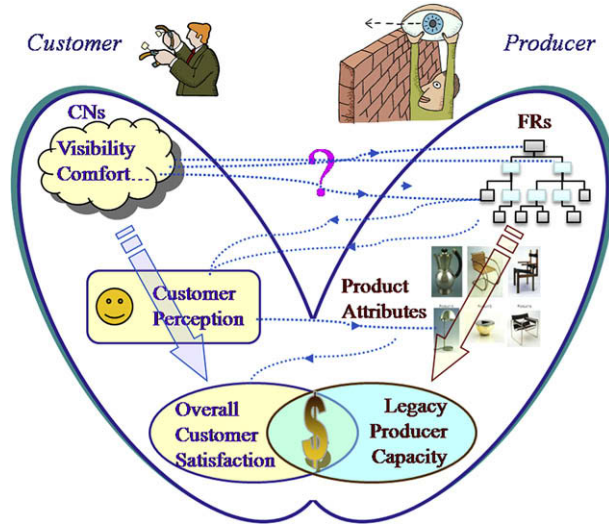 Customer
Producer
CNs
Visibility
Comfort...
?
FRs
Customer
Perception
Product
Attributes
Overall
Customer
Satisfaction
$
Legacy
Producer
Capacity